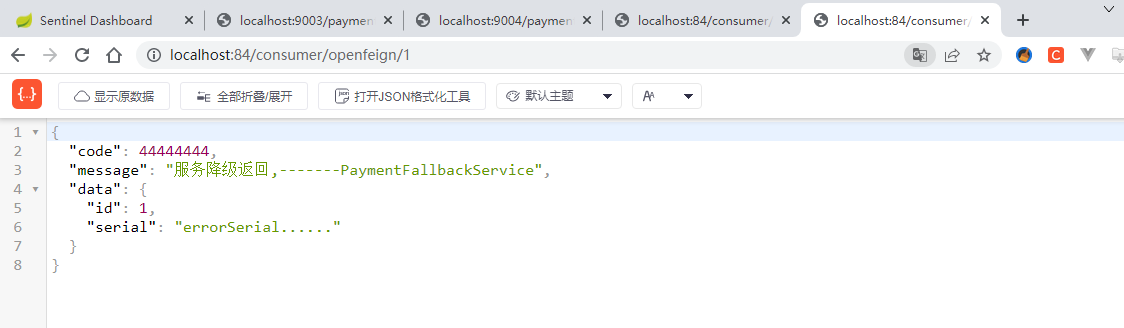 Sentinel Dashboard
localhost:9003/paymen
localhost:9004/paymen
localhost:84/consumer/
localhost:84/consumer/
localhost:84/consumer/openfeign/1
{...} 显示原数据 全部折叠/展开 json 打开JSON格式化工具 默认主题 AA
1 {
2 "code": 44444444,
3 "message": "服务降级返回,-------PaymentFallbackService",
4 "data": {
5 "id": 1,
6 "serial": "errorSerial......"
7 }
8 }